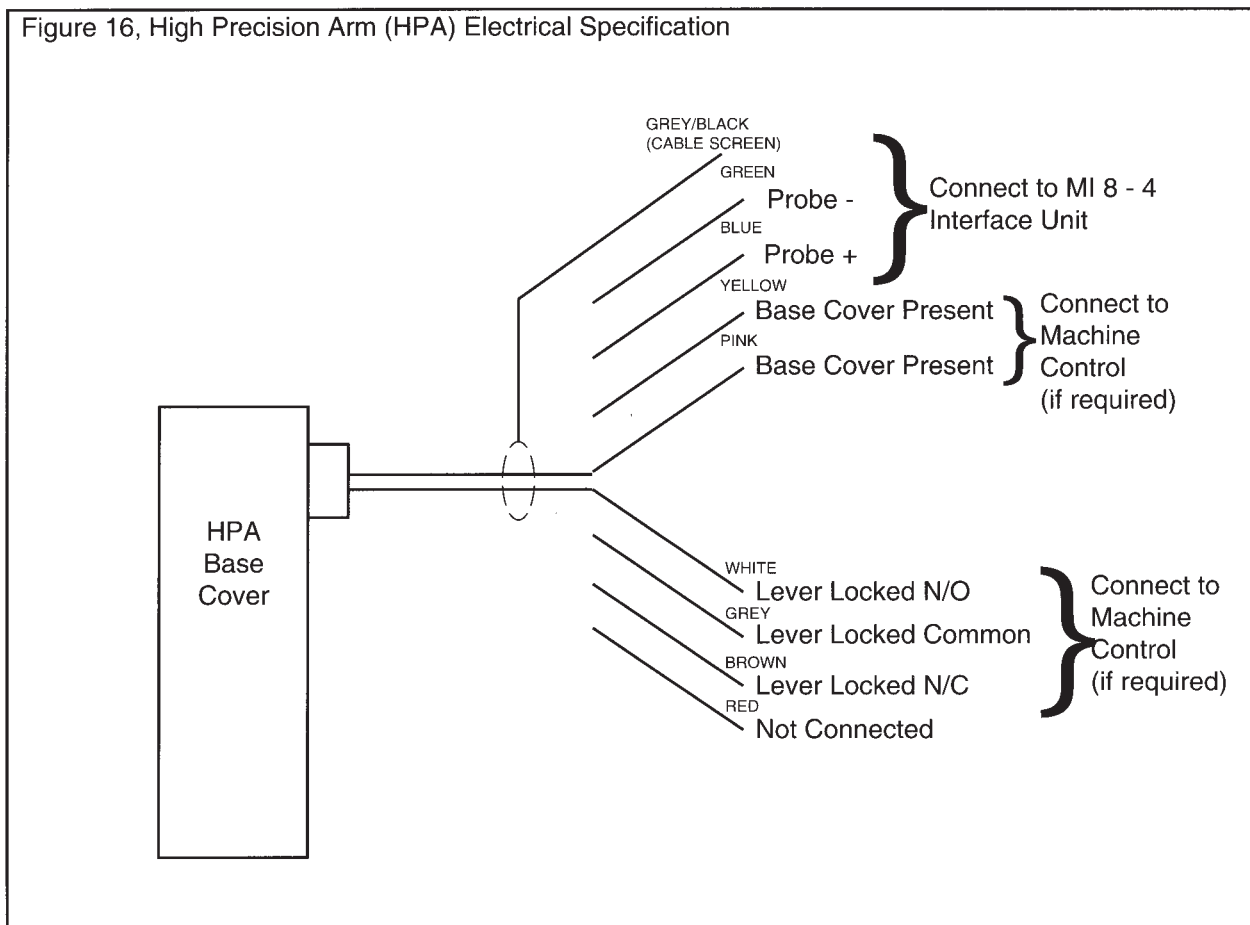 Figure 16, High Precision Arm (HPA) Electrical Specification
GREY/BLACK
(CABLE SCREEN)
GREEN
Probe -
BLUE
Probe +
Connect to MI 8 - 4
Interface Unit
YELLOW
Base Cover Present
PINK
Base Cover Present
Connect to
Machine
Control
(if required)
HPA
Base
Cover
WHITE
Lever Locked N/O
GREY
Lever Locked Common
BROWN
Lever Locked N/C
RED
Not Connected
Connect to
Machine
Control
(if required)